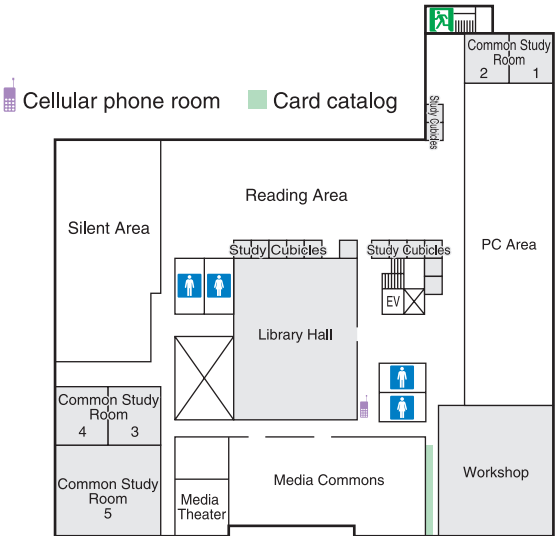 Common Study
Room
2 1
Cellular phone room
Card catalog
Study Cubicles
Reading Area
Silent Area
PC Area
Study Cubicles
Study Cubicles
EV
Library Hall
Common Study
Room
4 3
Common Study
Room
5
Media Commons
Workshop
Media
Theater